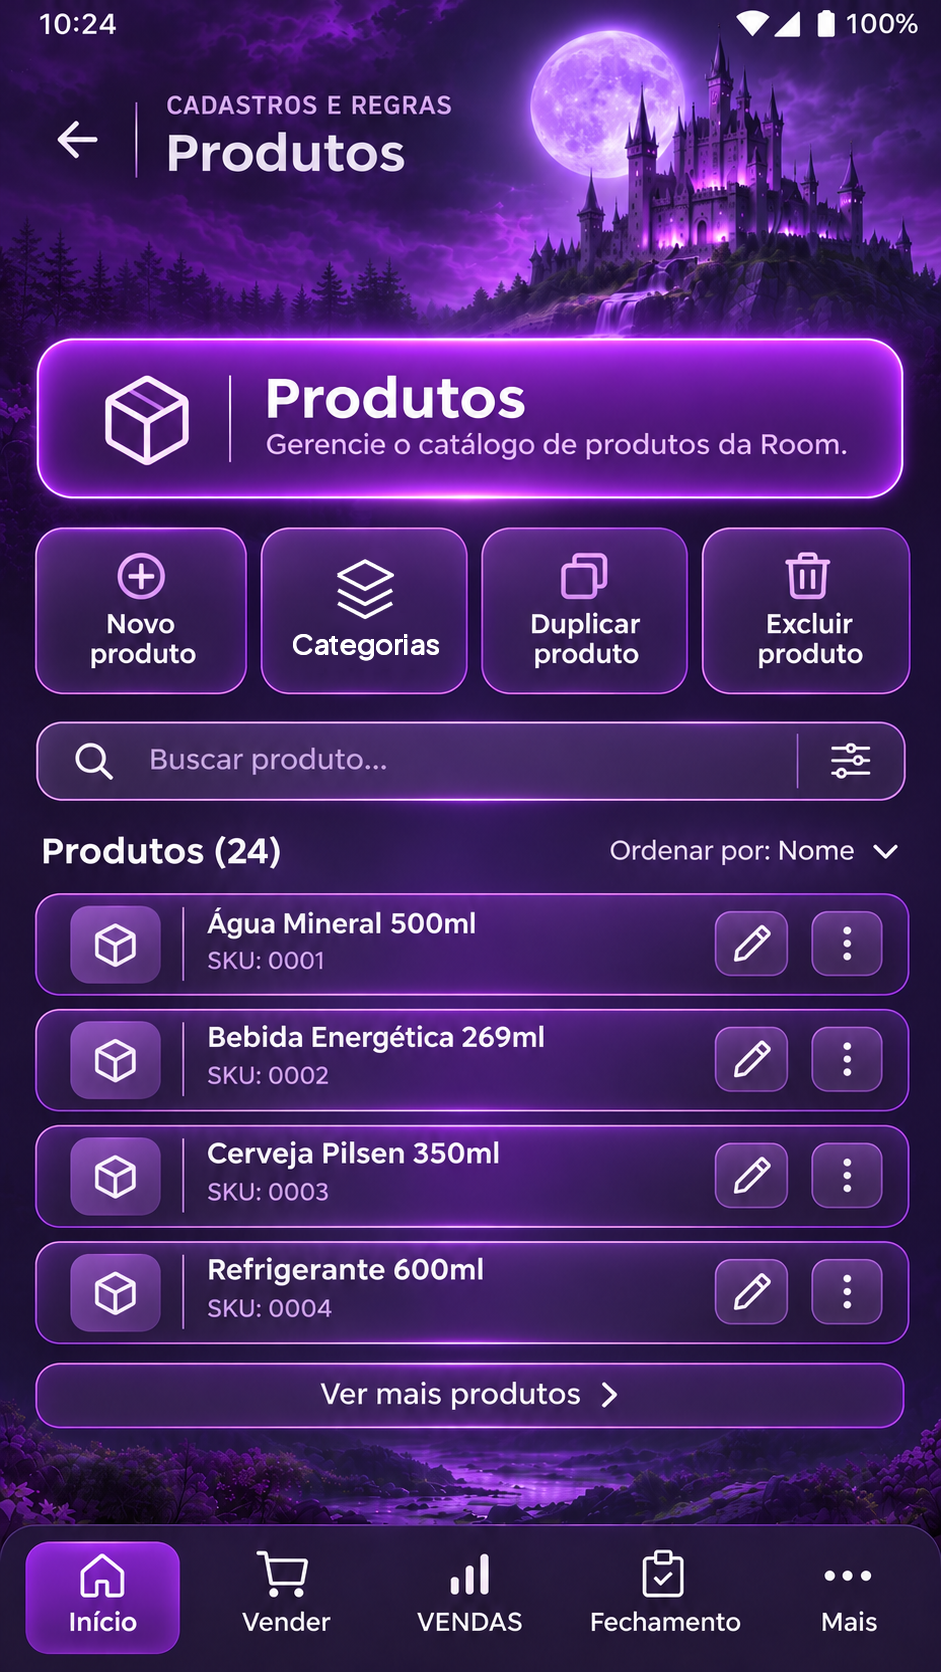 10:24
100%
CADASTROS E REGRAS
Produtos
Produtos
Gerencie o catálogo de produtos da Room.
Novo
produto
Categorias
Duplicar
produto
Excluir
produto
Buscar produto...
Produtos (24)
Ordenar por: Nome
Água Mineral 500ml
SKU: 0001
Bebida Energética 269ml
SKU: 0002
Cerveja Pilsen 350ml
SKU: 0003
Refrigerante 600ml
SKU: 0004
Ver mais produtos
Início
Vender
VENDAS
Fechamento
Mais